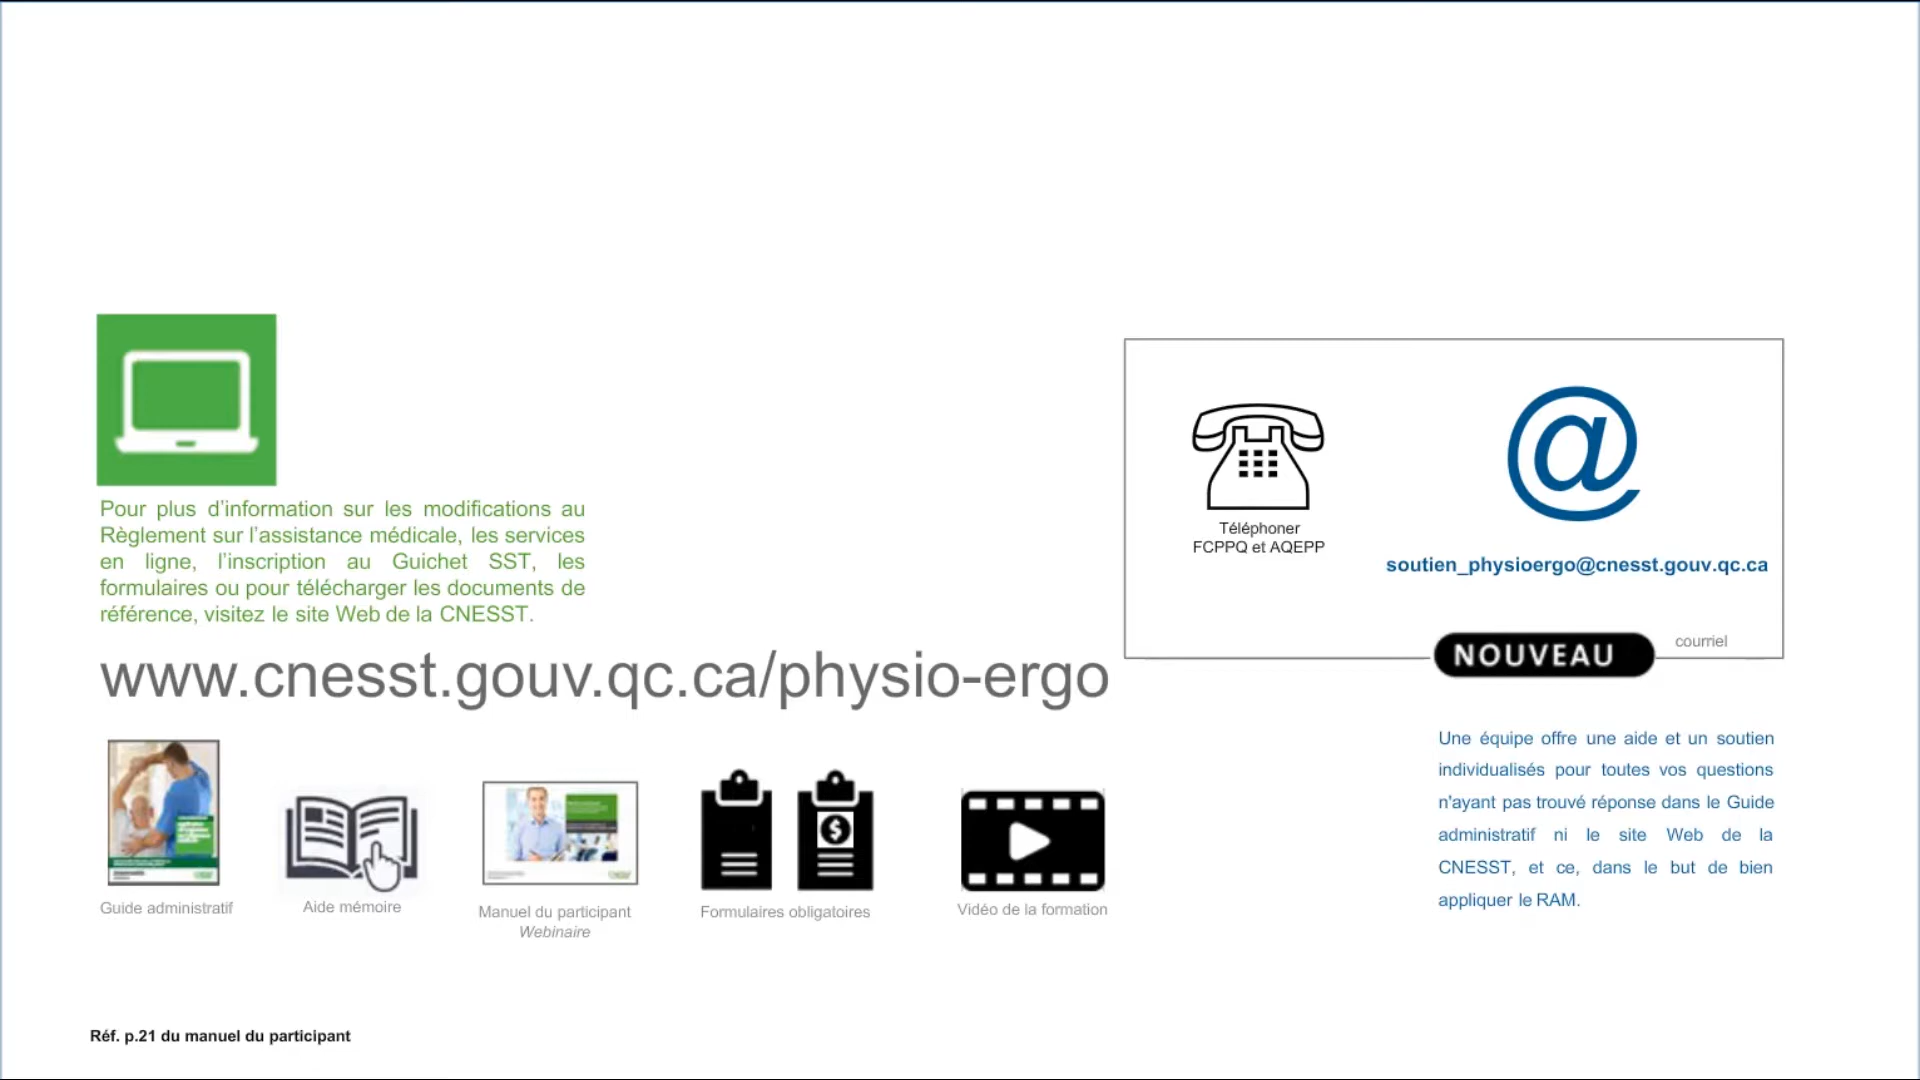 Pour plus d’information sur les modifications au
Règlement sur l’assistance médicale, les services
en ligne, l’inscription au Guichet SST, les
formulaires ou pour télécharger les documents de
référence, visitez le site Web de la CNESST.
www.cnesst.gouv.qc.ca/physio-ergo
Guide administratif
Aide mémoire
Manuel du participant
Webinaire
Formulaires obligatoires
Vidéo de la formation
Téléphoner
FCPPQ et AQEPP
@
soutien_physioergo@cnesst.gouv.qc.ca
courriel
NOUVEAU
Une équipe offre une aide et un soutien
individualisés pour toutes vos questions
n'ayant pas trouvé réponse dans le Guide
administratif ni le site Web de la
CNESST, et ce, dans le but de bien
appliquer le RAM.
Réf. p.21 du manuel du participant